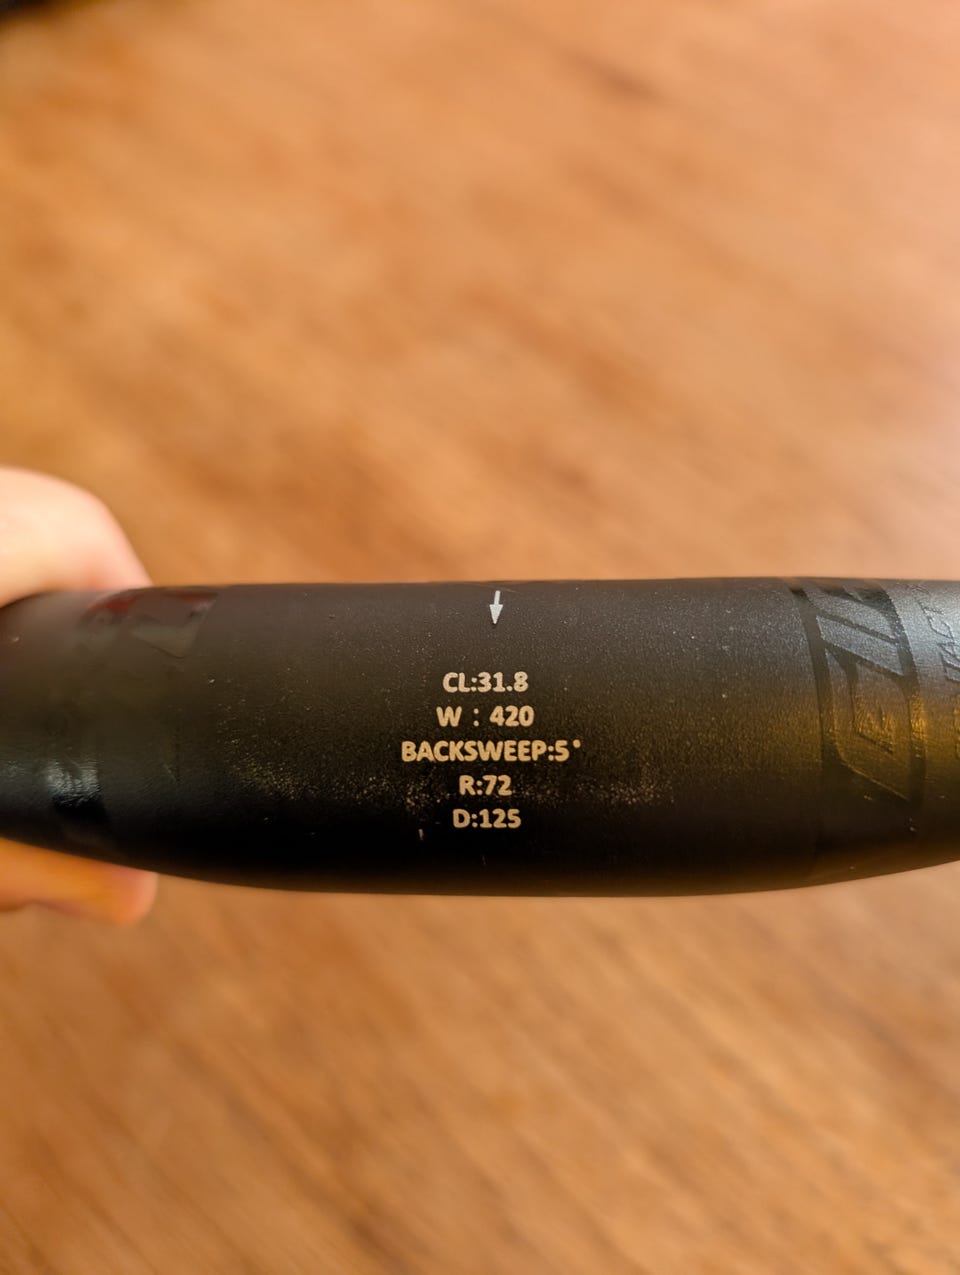 CL:31.8
W : 420
BACKSWEEP:5°
R:72
D:125